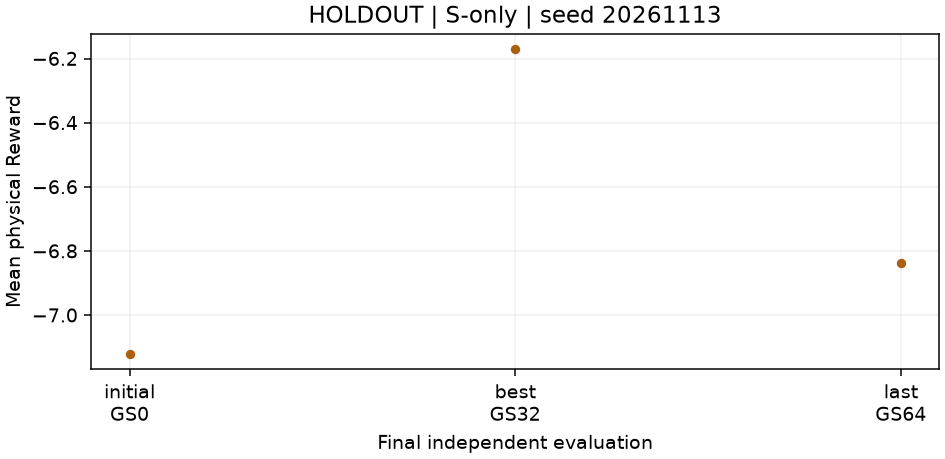 HOLDOUT | S-only | seed 20261113
Mean physical Reward
−6.2
−6.4
−6.6
−6.8
−7.0
initial
GS0
best
GS32
last
GS64
Final independent evaluation